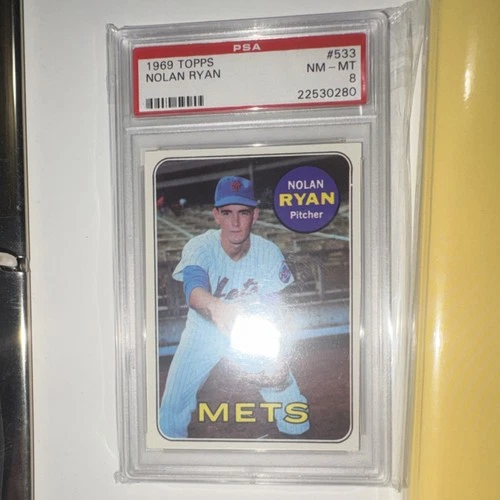 PSA
1969 TOPPS #533
NOLAN RYAN NM - MT
8
22530280
NOLAN
RYAN
Pitcher
Mets
METS